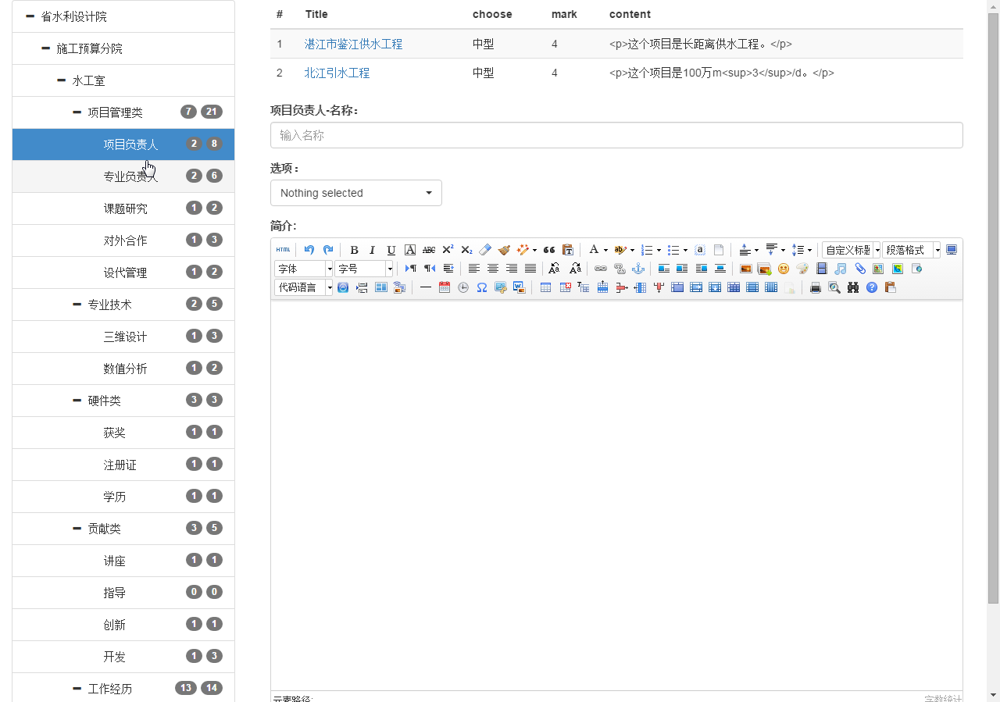 省水利设计院
施工预算分院
水工室
项目管理类 7 21
项目负责人 2 8
专业负责人 2 6
课题研究 1 2
对外合作 1 3
设代管理 1 2
专业技术 2 5
三维设计 1 3
数值分析 1 2
硬件类 3 3
获奖 1 1
注册证 1 1
学历 1 1
贡献类 3 5
讲座 1 1
指导 0 0
创新 1 1
开发 1 3
工作经历 13 14
# Title choose mark content
1 湛江市鉴江供水工程 中型 4 <p>这个项目是长距离供水工程。</p>
2 北江引水工程 中型 4 <p>这个项目是100万m<sup>3</sup>/d。</p>
项目负责人-名称：
输入名称
选项：
Nothing selected
简介：
HTML B I U A ABC X² X₂ A ab a 自定义标题 段落格式
字体 字号
代码语言
元素路径: 字数统计